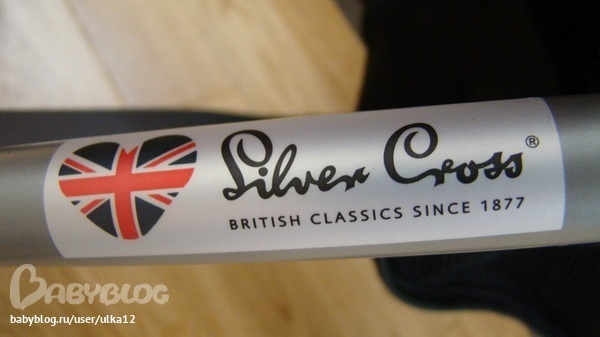 Silver Cross®
BRITISH CLASSICS SINCE 1877
BABYBLOG
babyblog.ru/user/ulka12